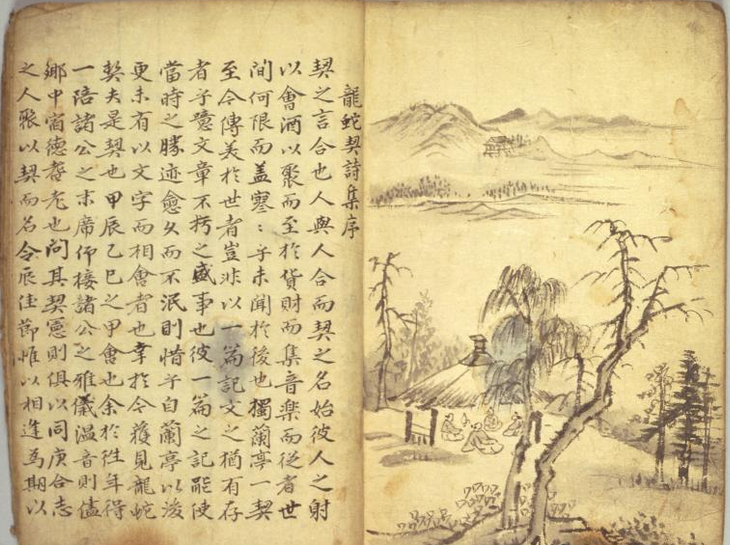 龍蛇契詩集序
契之言合也人與人合而契之名始彼人之射
以會酒以聚而至於貨財而集音樂而従者世
間何限而盖寥〻乎未聞於後也獨蘭亭一契
至今傳美於世者豈非以一篇記文之猶有存
者乎噫文章不朽之盛事也彼一篇之記能使
當時之勝迹愈久而不泯則惜乎自蘭亭以後
更未有以文字而相會者也幸於今獲見龍蛇
契夫是契也甲辰乙巳之甲會也余於徃年得
一陪諸公之末席仰接諸公之雅儀溫音則儘
鄉中宿德耆老也問其契憲則俱以同庚合志
之人聚以契而名令辰佳節惟以相逢為期以